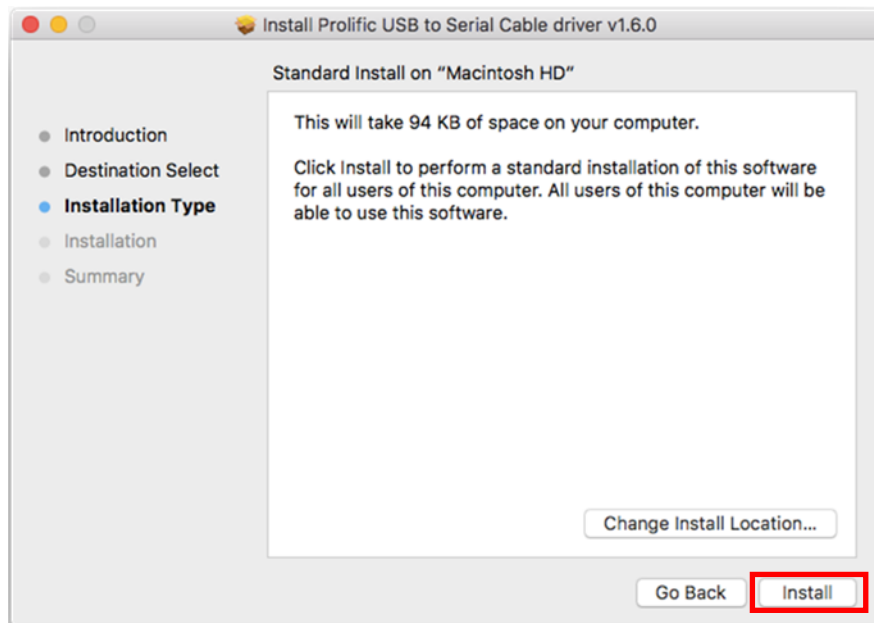 Install Prolific USB to Serial Cable driver v1.6.0
Standard Install on “Macintosh HD”
Introduction
Destination Select
Installation Type
Installation
Summary
This will take 94 KB of space on your computer.
Click Install to perform a standard installation of this software
for all users of this computer. All users of this computer will be
able to use this software.
Change Install Location...
Go Back
Install